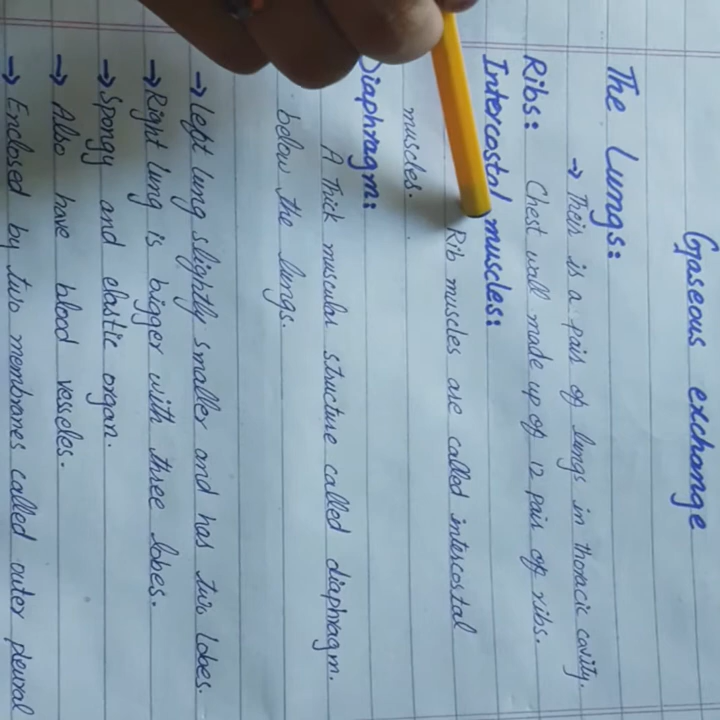 Gaseous exchange
The Lungs:
→ Their is a pair of lungs in thoracic cavity.
Ribs: Chest wall made up of 12 pair of ribs.
Intercostal muscles:
Rib muscles are called intercostal
muscles.
Diaphragm:
A Thick muscular structure called diaphragm.
below the lungs.
→ Left lung slightly smaller and has two lobes.
→ Right lung is bigger with three lobes.
→ Spongy and elastic organ.
→ Also have blood vesseles.
→ Enclosed by two membranes called outer pleural